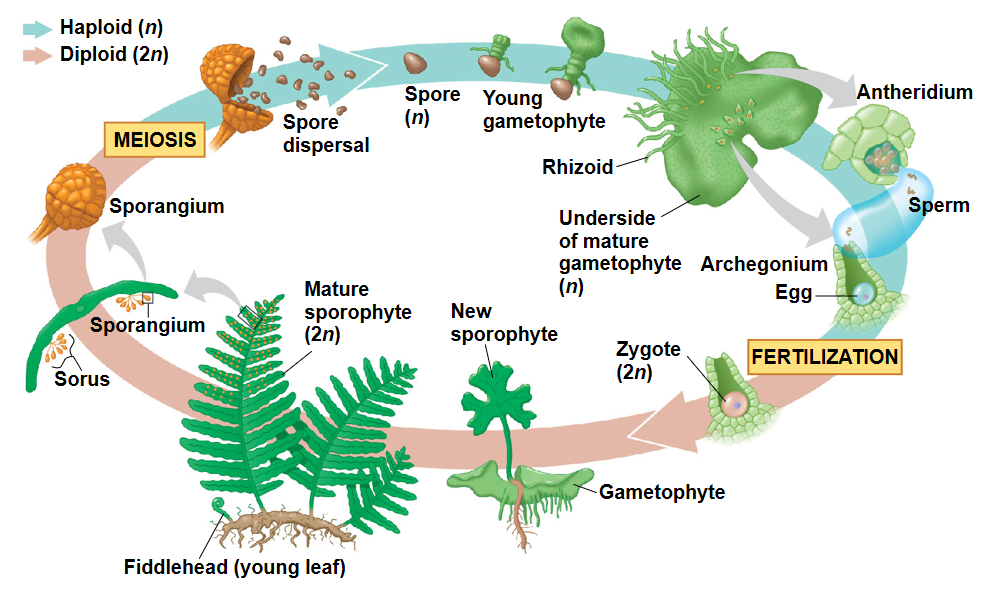 Haploid (n)
Diploid (2n)
MEIOSIS
Spore
dispersal
Spore
(n)
Young
gametophyte
Antheridium
Rhizoid
Sporangium
Sperm
Underside
of mature
gametophyte
(n)
Archegonium
Egg
Mature
sporophyte
(2n)
Sporangium
New
sporophyte
Zygote
(2n)
FERTILIZATION
Sorus
Gametophyte
Fiddlehead (young leaf)